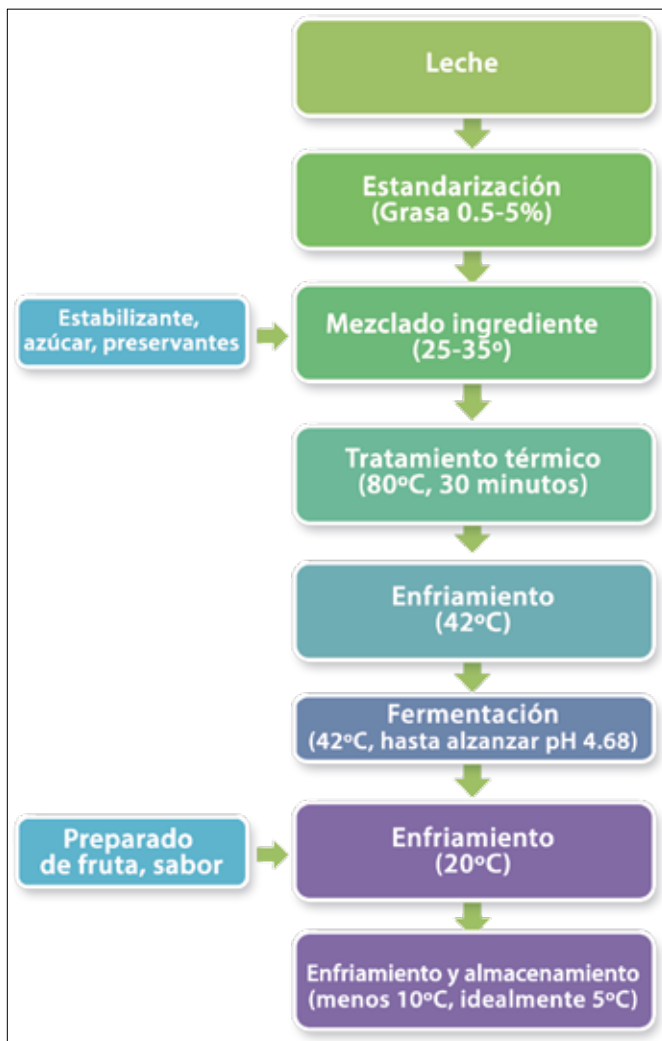 Leche
Estandarización
(Grasa 0.5-5%)
Estabilizante,
azúcar, preservantes
Mezclado ingrediente
(25-35º)
Tratamiento térmico
(80ºC, 30 minutos)
Enfriamiento
(42ºC)
Fermentación
(42ºC, hasta alzanzar pH 4.68)
Preparado
de fruta, sabor
Enfriamiento
(20ºC)
Enfriamiento y almacenamiento
(menos 10ºC, idealmente 5ºC)